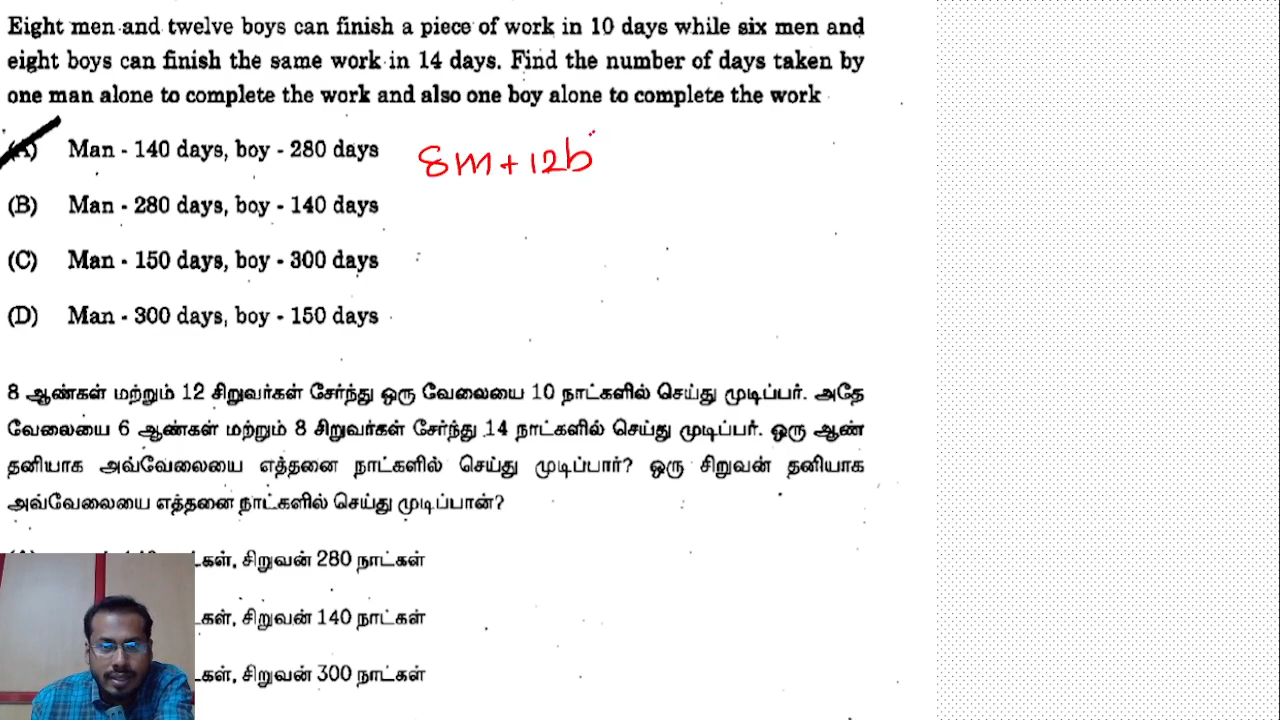 Eight men and twelve boys can finish a piece of work in 10 days while six men and
eight boys can finish the same work in 14 days. Find the number of days taken by
one man alone to complete the work and also one boy alone to complete the work
(A) Man - 140 days, boy - 280 days
8m + 12b
(B) Man - 280 days, boy - 140 days
(C) Man - 150 days, boy - 300 days
(D) Man - 300 days, boy - 150 days
8 ஆண்கள் மற்றும் 12 சிறுவர்கள் சேர்ந்து ஒரு வேலையை 10 நாட்களில் செய்து முடிப்பர். அதே
வேலையை 6 ஆண்கள் மற்றும் 8 சிறுவர்கள் சேர்ந்து 14 நாட்களில் செய்து முடிப்பர். ஒரு ஆண்
தனியாக அவ்வேலையை எத்தனை நாட்களில் செய்து முடிப்பார்? ஒரு சிறுவன் தனியாக
அவ்வேலையை எத்தனை நாட்களில் செய்து முடிப்பான்?
சிறுவன் 280 நாட்கள்
சிறுவன் 140 நாட்கள்
சிறுவன் 300 நாட்கள்